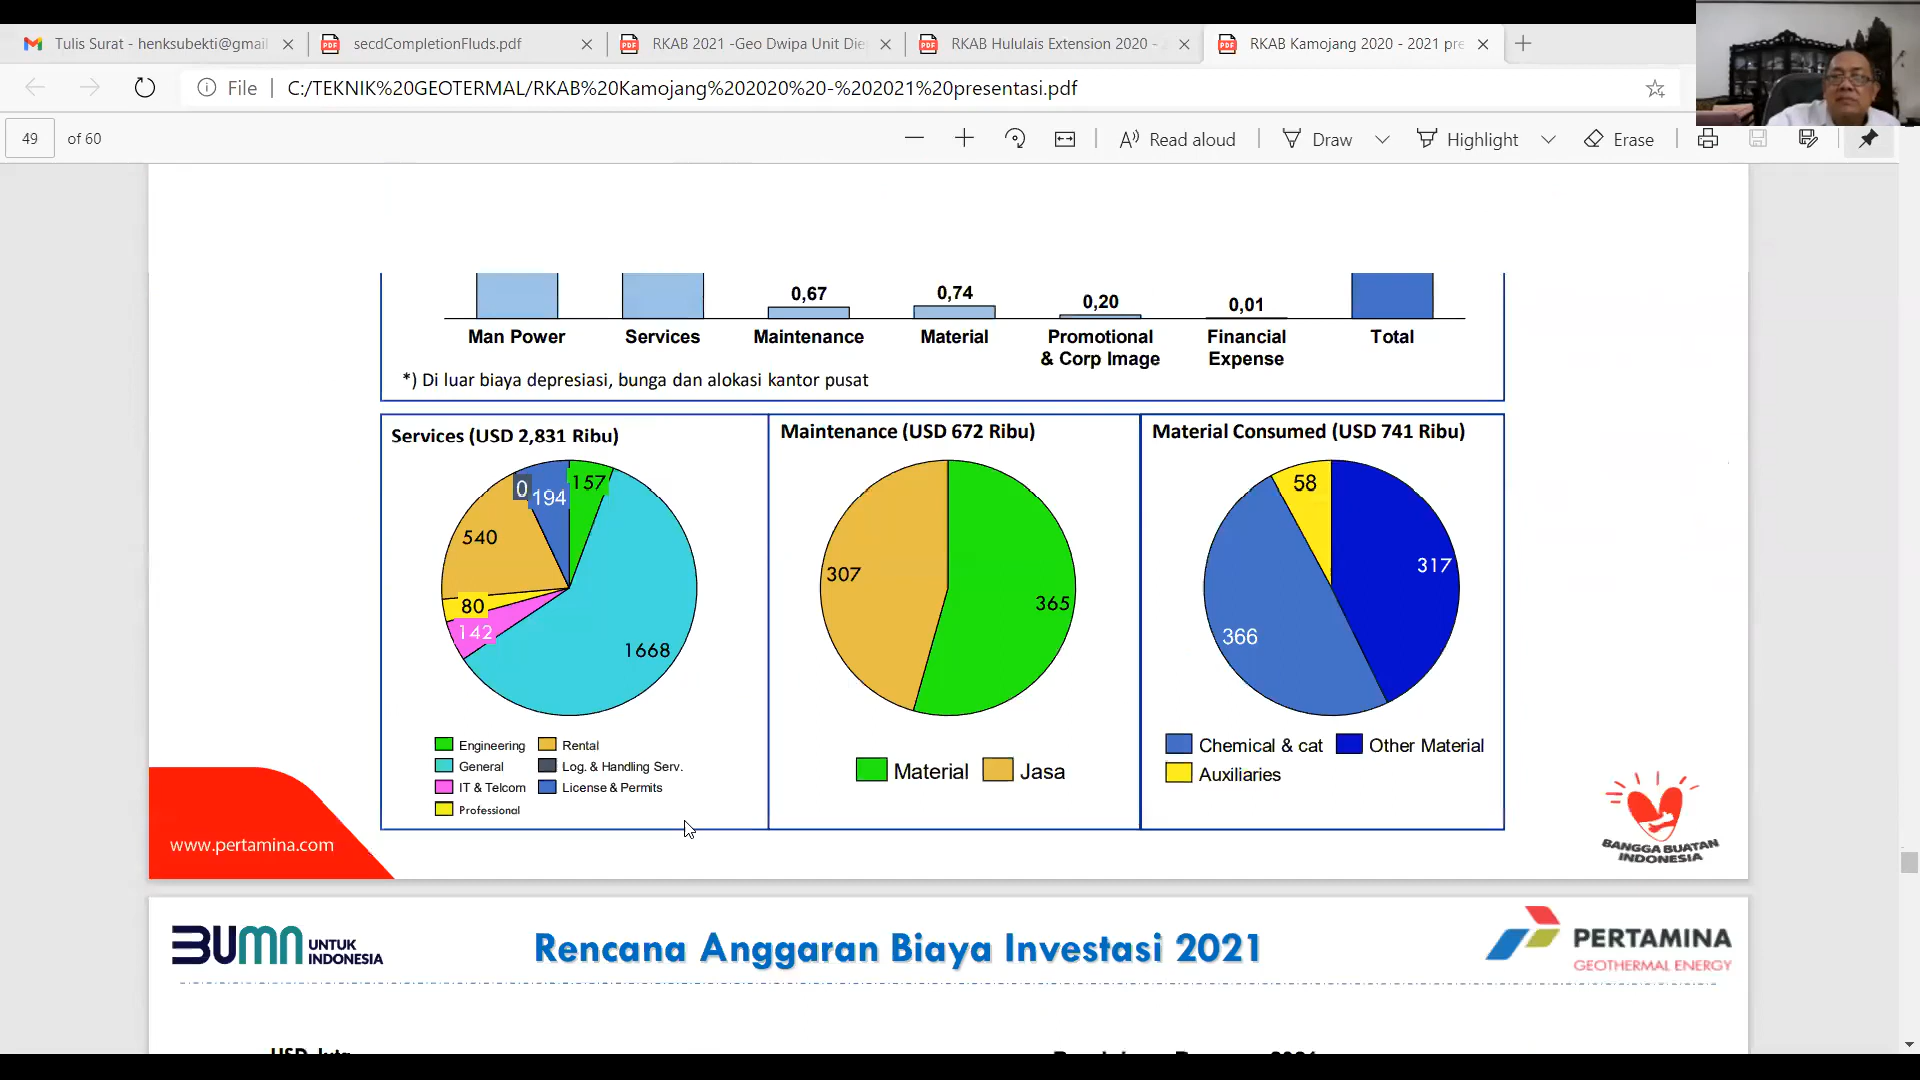 Tulis Surat - henksubekti@gmail
secdCompletionFluds.pdf
RKAB 2021 -Geo Dwipa Unit Die
RKAB Hululais Extension 2020 -
RKAB Kamojang 2020 - 2021 pre
File
C:/TEKNIK%20GEOTERMAL/RKAB%20Kamojang%202020%20-%202021%20presentasi.pdf
49 of 60
Read aloud
Draw
Highlight
Erase
0,67
0,74
0,20
0,01
Man Power
Services
Maintenance
Material
Promotional
& Corp Image
Financial
Expense
Total
*) Di luar biaya depresiasi, bunga dan alokasi kantor pusat
Services (USD 2,831 Ribu)
0
194
157
540
80
142
1668
Engineering
Rental
General
Log. & Handling Serv.
IT & Telcom
License & Permits
Professional
Maintenance (USD 672 Ribu)
307
365
Material
Jasa
Material Consumed (USD 741 Ribu)
58
317
366
Chemical & cat
Other Material
Auxiliaries
www.pertamina.com
BANGGA BUATAN
INDONESIA
BUMN
UNTUK
INDONESIA
Rencana Anggaran Biaya Investasi 2021
PERTAMINA
GEOTHERMAL ENERGY